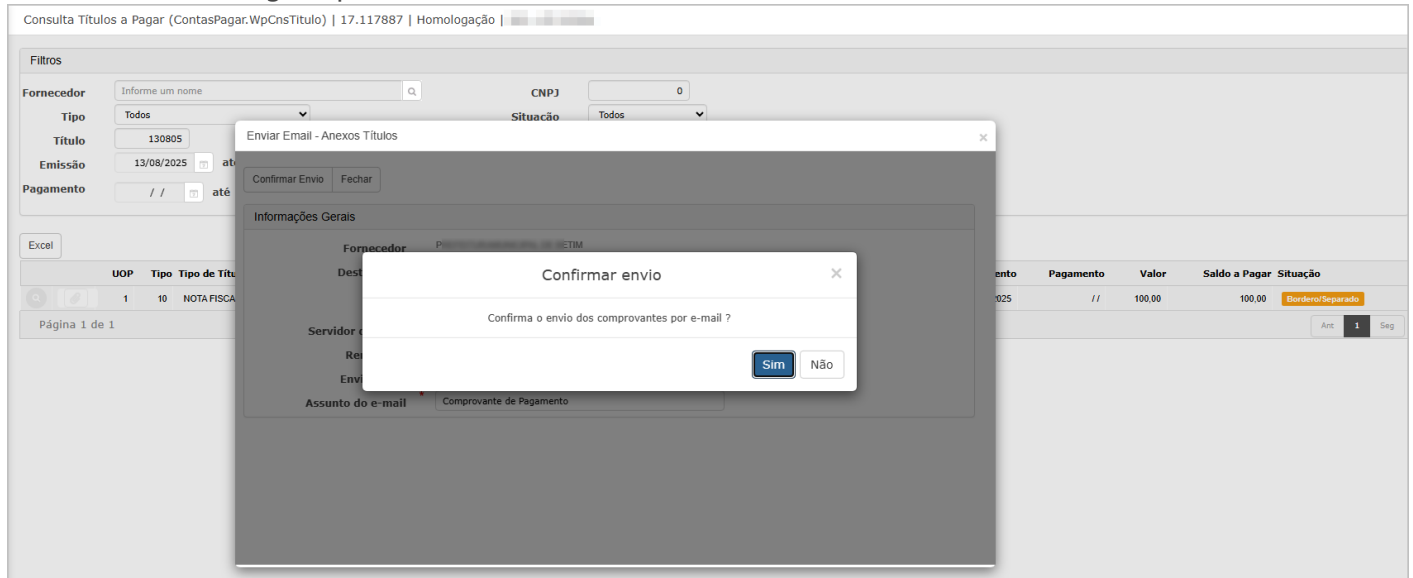 Consulta Títulos a Pagar (ContasPagar.WpCnsTitulo) | 17.117887 | Homologação |
Filtros
Fornecedor Informe um nome CNPJ 0
Tipo Todos Situação Todos
Título 130805
Enviar Email - Anexos Títulos ×
Emissão 13/08/2025
Pagamento / / até
Confirmar Envio Fechar
Informações Gerais
Fornecedor
Excel
Confirmar envio ×
UOP Tipo Pagamento Valor Saldo a Pagar Situação
1 10 / / 100,00 100,00 Bordero/Separado
Confirma o envio dos comprovantes por e-mail ?
Página 1 de 1 Ant 1 Seg
Sim Não
Assunto do e-mail * Comprovante de Pagamento